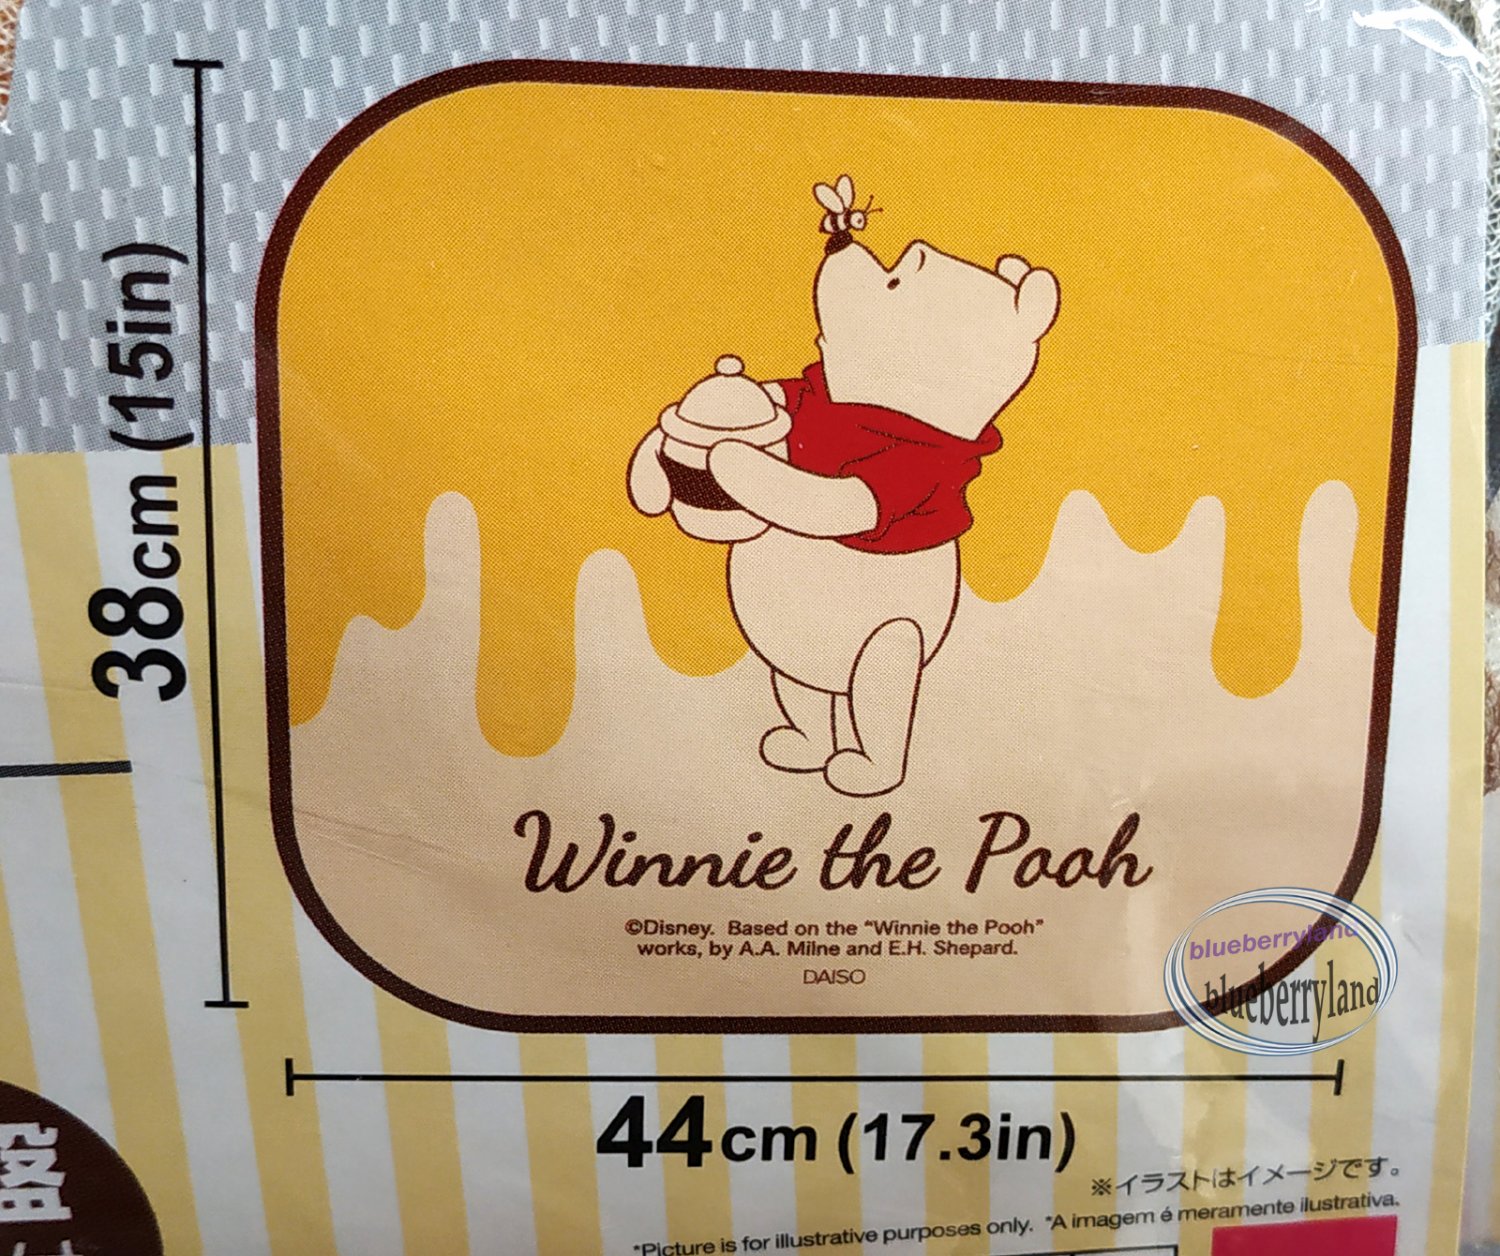 38cm (15in)
Winnie the Pooh
©Disney. Based on the "Winnie the Pooh"
works, by A.A. Milne and E.H. Shepard.
DAISO
blueberryland
blueberryland
44cm (17.3in)
※イラストはイメージです。
*Picture is for illustrative purposes only. *A imagem é meramente ilustrativa.